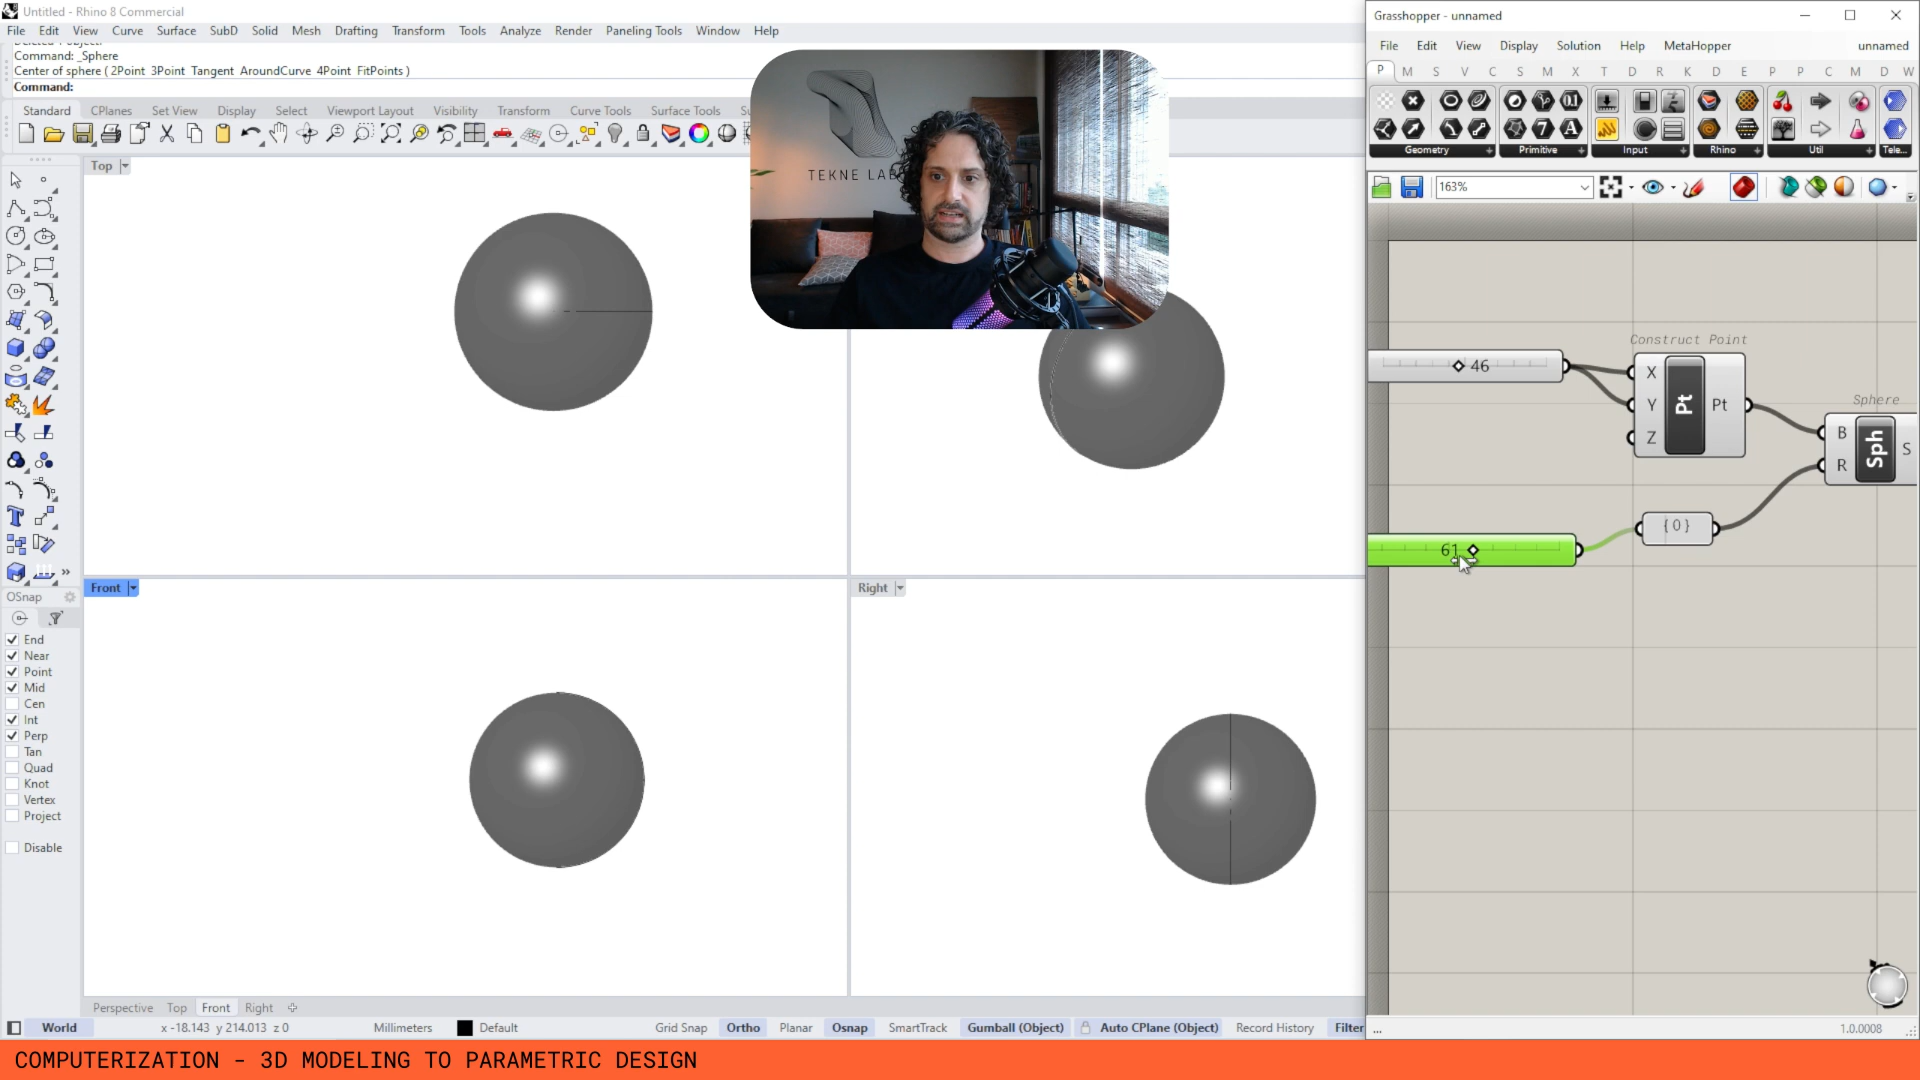 Untitled - Rhino 8 Commercial
File Edit View Curve Surface SubD Solid Mesh Drafting Transform Tools Analyze Render Paneling Tools Window Help
Command: _Sphere
Center of sphere ( 2Point 3Point Tangent AroundCurve 4Point FitPoints )
Command:
Standard CPlanes Set View Display Select Viewport Layout Visibility Transform Curve Tools Surface Tools
Top
TEKNE LAB
Front
Right
OSnap
End
Near
Point
Mid
Cen
Int
Perp
Tan
Quad
Knot
Vertex
Project
Disable
Perspective Top Front Right
World x -18.143 y 214.013 z 0 Millimeters Default Grid Snap Ortho Planar Osnap SmartTrack Gumball (Object) Auto CPlane (Object) Record History Filter
Grasshopper - unnamed
File Edit View Display Solution Help MetaHopper unnamed
P M S V C S M X T D R K D E P P C M D W
Geometry Primitive Input Rhino Util Tele...
163%
Construct Point
46
X
Y
Z
Pt
Pt
Sphere
B
R
Sph
S
{0}
61
... 1.0.0008
COMPUTERIZATION - 3D MODELING TO PARAMETRIC DESIGN